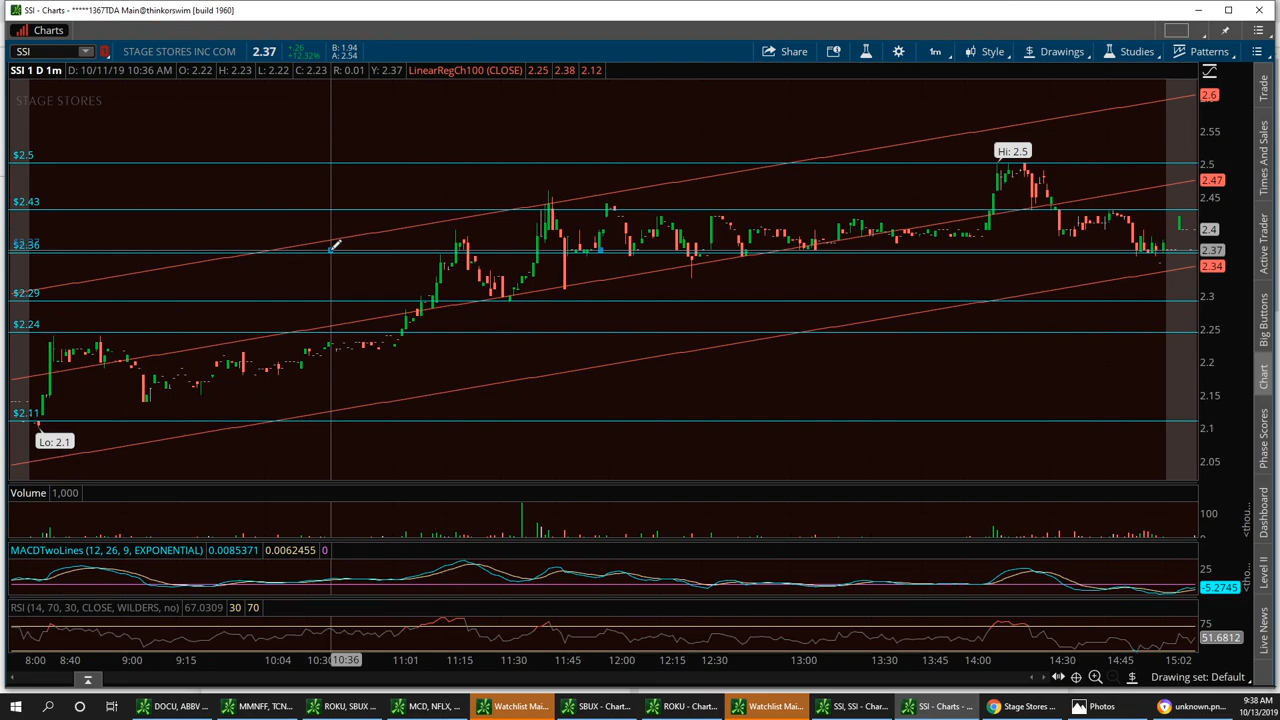 SSI - Charts - *****1367TDA Main@thinkorswim [build 1960]
Charts
SSI STAGE STORES INC COM 2.37 +.26 +12.32% B: 1.94 A: 2.54 Share 1m Style Drawings Studies Patterns
SSI 1 D 1m D: 10/11/19 10:36 AM O: 2.22 H: 2.23 L: 2.22 C: 2.23 R: 0.01 Y: 2.37 LinearRegCh100 (CLOSE) 2.25 2.38 2.12
STAGE STORES
$2.5
$2.43
$2.36
$2.29
$2.24
$2.11
Hi: 2.5
Lo: 2.1
2.6
2.55
2.5
2.47
2.45
2.4
2.37
2.34
2.3
2.25
2.2
2.15
2.1
2.05
Volume 1,000
100
MACDTwoLines (12, 26, 9, EXPONENTIAL) 0.0085371 0.0062455 0
25
-5.2745
RSI (14, 70, 30, CLOSE, WILDERS, no) 67.0309 30 70
75
51.6812
8:00 8:40 9:00 9:15 10:04 10:36 11:01 11:15 11:30 11:45 12:00 12:15 12:30 13:00 13:30 13:45 14:00 14:30 14:45 15:02
Drawing set: Default
Trade
Times And Sales
Active Trader
Big Buttons
Chart
Phase Scores
Dashboard
Level II
Live News
DOCU, ABBV ... MMNFF, TCN... ROKU, SBUX ... MCD, NFLX, ... Watchlist Mai... SBUX - Chart... ROKU - Chart... Watchlist Mai... SSI, SSI - Char... SSI - Charts - ... Stage Stores ... Photos unknown.pn...
9:38 AM
10/13/2019